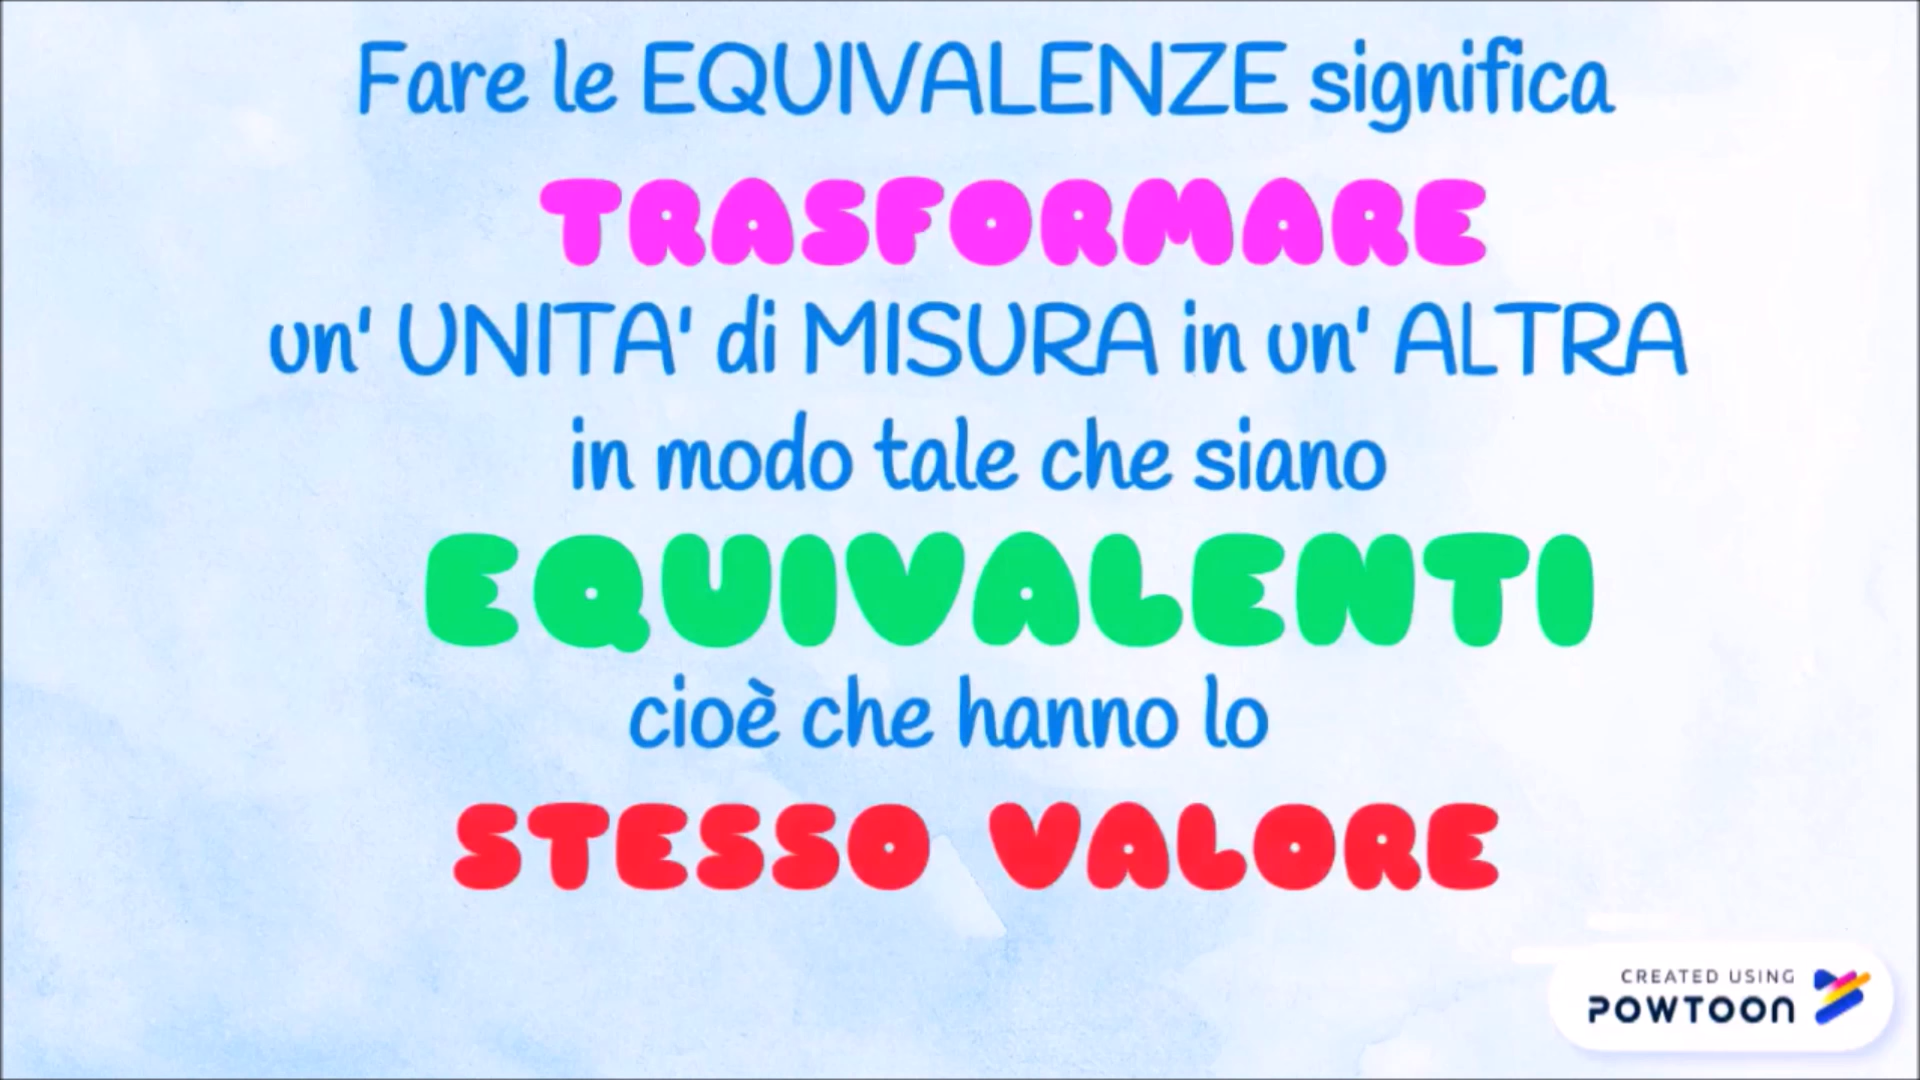 Fare le EQUIVALENZE significa
TRASFORMARE
un' UNITA' di MISURA in un' ALTRA
in modo tale che siano
EQUIVALENTI
cioè che hanno lo
STESSO VALORE
CREATED USING
POWTOON